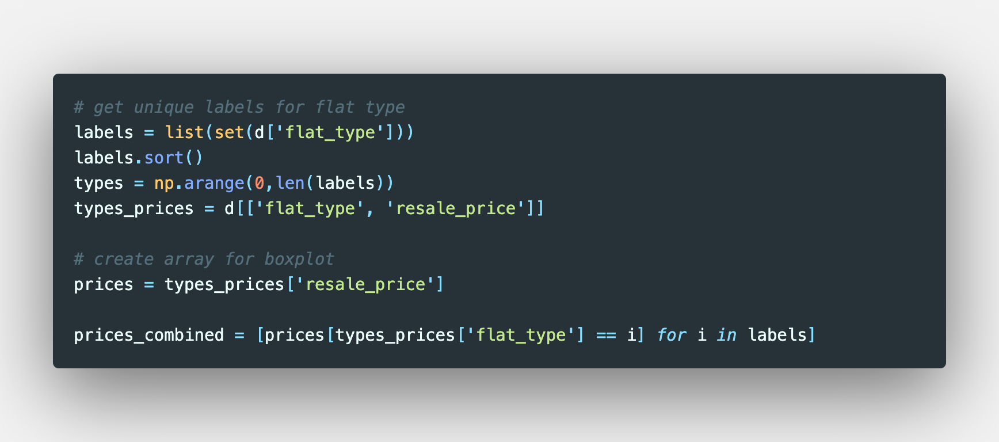 # get unique labels for flat type
labels = list(set(d['flat_type']))
labels.sort()
types = np.arange(0,len(labels))
types_prices = d[['flat_type', 'resale_price']]
# create array for boxplot
prices = types_prices['resale_price']
prices_combined = [prices[types_prices['flat_type'] == i] for i in labels]